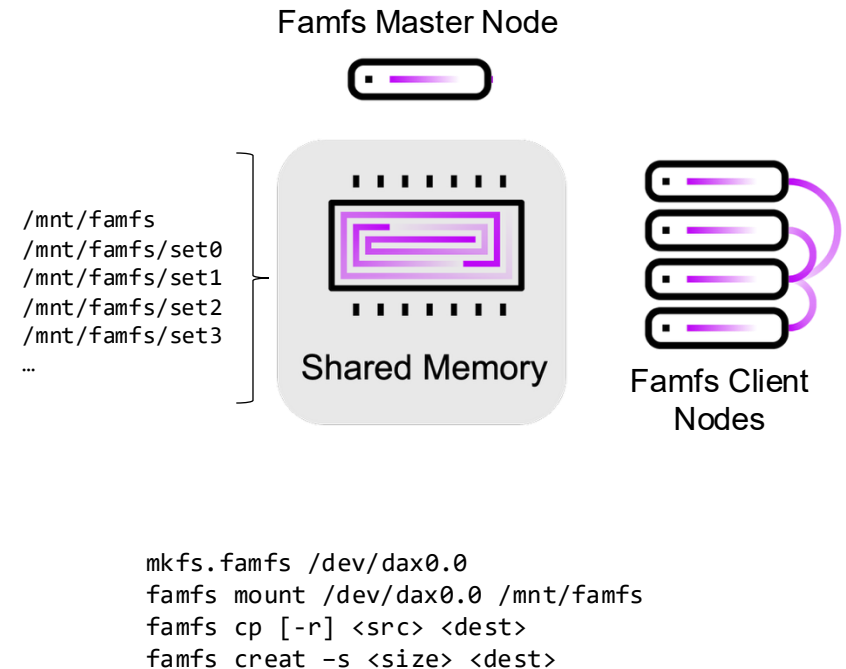 Famfs Master Node
/mnt/famfs
/mnt/famfs/set0
/mnt/famfs/set1
/mnt/famfs/set2
/mnt/famfs/set3
…
Shared Memory
Famfs Client
Nodes
mkfs.famfs /dev/dax0.0
famfs mount /dev/dax0.0 /mnt/famfs
famfs cp [-r] <src> <dest>
famfs creat –s <size> <dest>